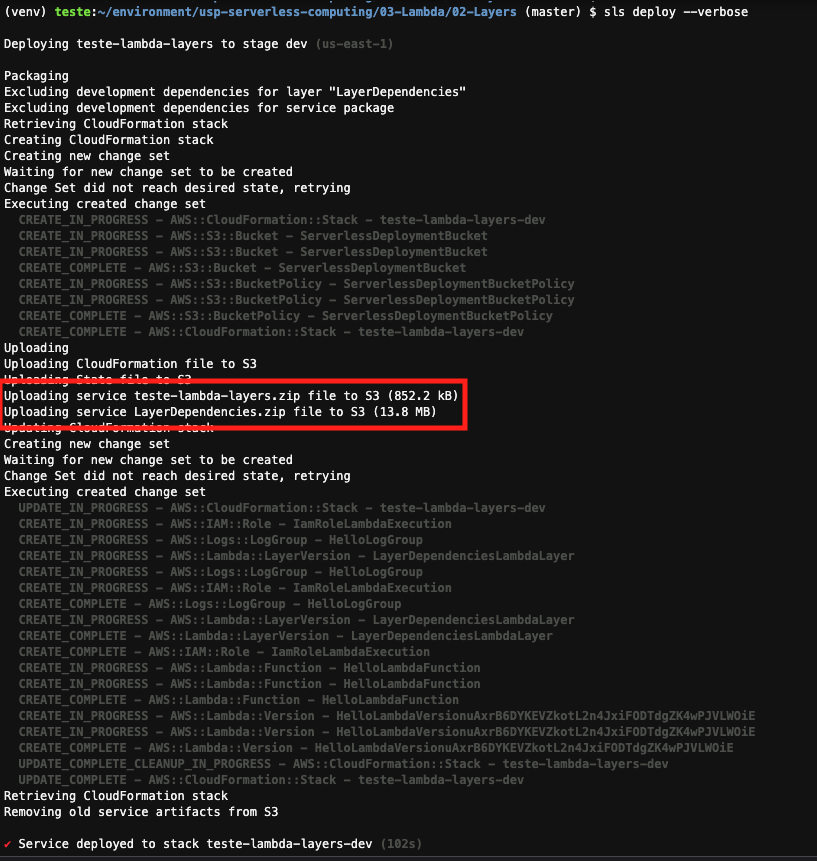 (venv) teste:~/environment/usp-serverless-computing/03-Lambda/02-Layers (master) $ sls deploy --verbose
Deploying teste-lambda-layers to stage dev (us-east-1)
Packaging
Excluding development dependencies for layer "LayerDependencies"
Excluding development dependencies for service package
Retrieving CloudFormation stack
Creating CloudFormation stack
Creating new change set
Waiting for new change set to be created
Change Set did not reach desired state, retrying
Executing created change set
CREATE_IN_PROGRESS - AWS::CloudFormation::Stack - teste-lambda-layers-dev
CREATE_IN_PROGRESS - AWS::S3::Bucket - ServerlessDeploymentBucket
CREATE_IN_PROGRESS - AWS::S3::Bucket - ServerlessDeploymentBucket
CREATE_COMPLETE - AWS::S3::Bucket - ServerlessDeploymentBucket
CREATE_IN_PROGRESS - AWS::S3::BucketPolicy - ServerlessDeploymentBucketPolicy
CREATE_IN_PROGRESS - AWS::S3::BucketPolicy - ServerlessDeploymentBucketPolicy
CREATE_COMPLETE - AWS::S3::BucketPolicy - ServerlessDeploymentBucketPolicy
CREATE_COMPLETE - AWS::CloudFormation::Stack - teste-lambda-layers-dev
Uploading
Uploading CloudFormation file to S3
Uploading State file to S3
Uploading service teste-lambda-layers.zip file to S3 (852.2 kB)
Uploading service LayerDependencies.zip file to S3 (13.8 MB)
Updating CloudFormation stack
Creating new change set
Waiting for new change set to be created
Change Set did not reach desired state, retrying
Executing created change set
UPDATE_IN_PROGRESS - AWS::CloudFormation::Stack - teste-lambda-layers-dev
CREATE_IN_PROGRESS - AWS::IAM::Role - IamRoleLambdaExecution
CREATE_IN_PROGRESS - AWS::Logs::LogGroup - HelloLogGroup
CREATE_IN_PROGRESS - AWS::Lambda::LayerVersion - LayerDependenciesLambdaLayer
CREATE_IN_PROGRESS - AWS::Logs::LogGroup - HelloLogGroup
CREATE_IN_PROGRESS - AWS::IAM::Role - IamRoleLambdaExecution
CREATE_COMPLETE - AWS::Logs::LogGroup - HelloLogGroup
CREATE_IN_PROGRESS - AWS::Lambda::LayerVersion - LayerDependenciesLambdaLayer
CREATE_COMPLETE - AWS::Lambda::LayerVersion - LayerDependenciesLambdaLayer
CREATE_COMPLETE - AWS::IAM::Role - IamRoleLambdaExecution
CREATE_IN_PROGRESS - AWS::Lambda::Function - HelloLambdaFunction
CREATE_IN_PROGRESS - AWS::Lambda::Function - HelloLambdaFunction
CREATE_COMPLETE - AWS::Lambda::Function - HelloLambdaFunction
CREATE_IN_PROGRESS - AWS::Lambda::Version - HelloLambdaVersionuAxrB6DYKEVZkotL2n4JxiFODTdgZK4wPJVLWOiE
CREATE_IN_PROGRESS - AWS::Lambda::Version - HelloLambdaVersionuAxrB6DYKEVZkotL2n4JxiFODTdgZK4wPJVLWOiE
CREATE_COMPLETE - AWS::Lambda::Version - HelloLambdaVersionuAxrB6DYKEVZkotL2n4JxiFODTdgZK4wPJVLWOiE
UPDATE_COMPLETE_CLEANUP_IN_PROGRESS - AWS::CloudFormation::Stack - teste-lambda-layers-dev
UPDATE_COMPLETE - AWS::CloudFormation::Stack - teste-lambda-layers-dev
Retrieving CloudFormation stack
Removing old service artifacts from S3
✔ Service deployed to stack teste-lambda-layers-dev (102s)